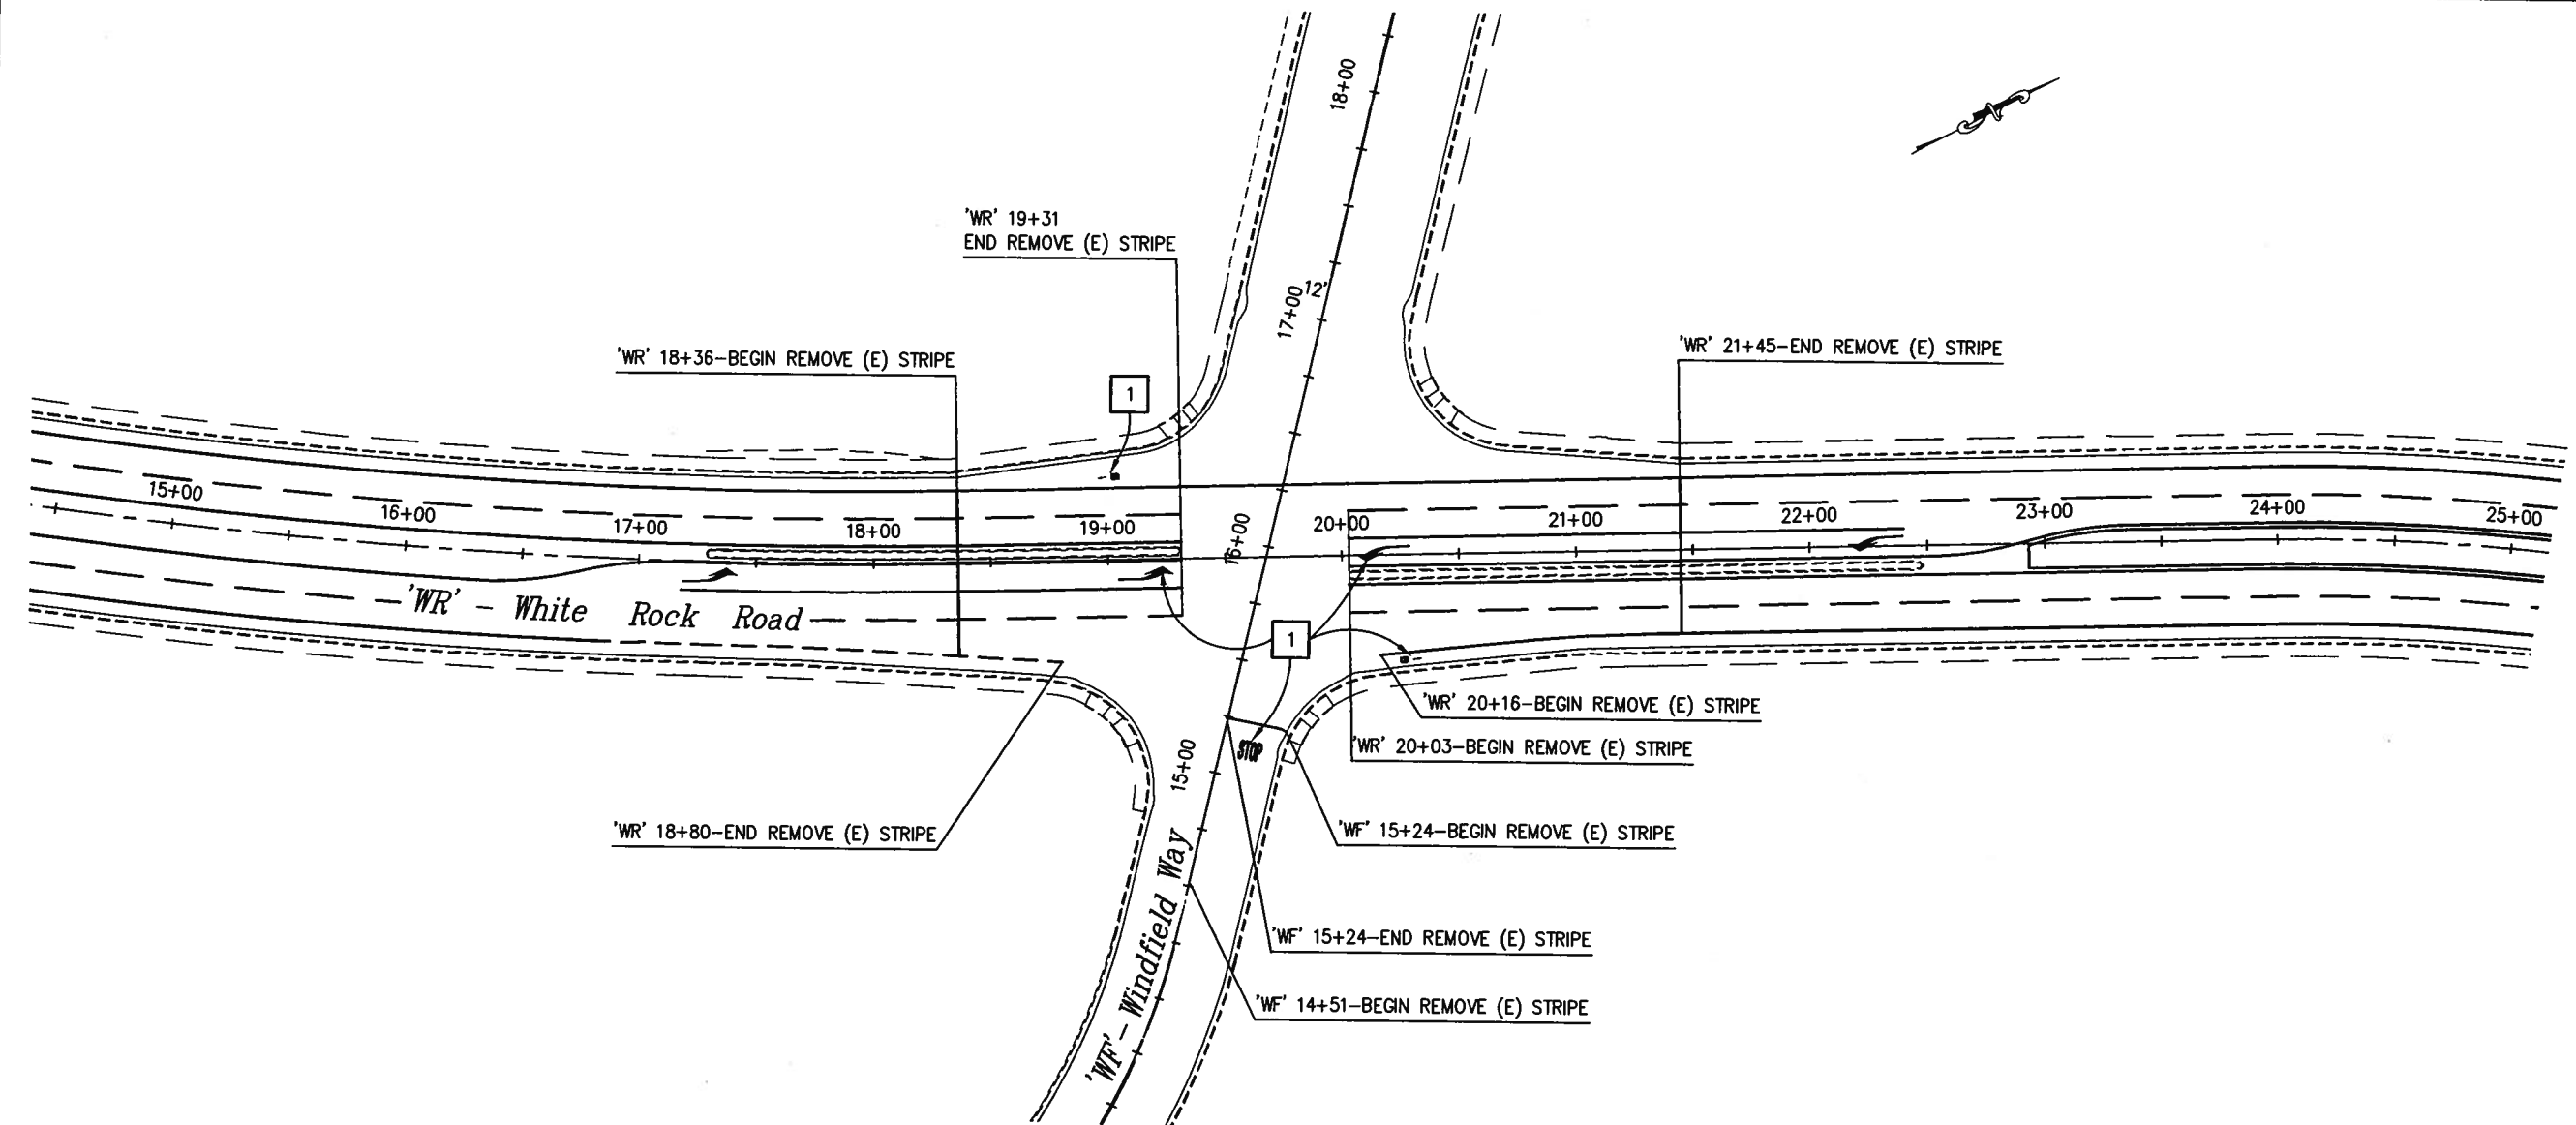 18+00
'WR' 19+31
END REMOVE (E) STRIPE
17+00
12'
'WR' 18+36-BEGIN REMOVE (E) STRIPE
'WR' 21+45-END REMOVE (E) STRIPE
1
15+00
16+00
17+00
18+00
19+00
16+00
20+00
21+00
22+00
23+00
24+00
25+00
'WR' - White Rock Road
1
'WR' 20+16-BEGIN REMOVE (E) STRIPE
STOP
'WR' 20+03-BEGIN REMOVE (E) STRIPE
15+00
'WR' 18+80-END REMOVE (E) STRIPE
'WF' 15+24-BEGIN REMOVE (E) STRIPE
'WF' - Windfield Way
'WF' 15+24-END REMOVE (E) STRIPE
'WF' 14+51-BEGIN REMOVE (E) STRIPE